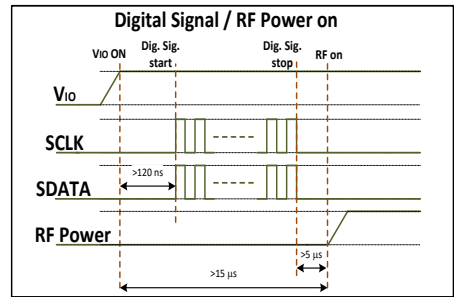 Digital Signal / RF Power on
VIO ON
Dig. Sig.
start
Dig. Sig.
stop
RF on
VIO
SCLK
>120 ns
SDATA
RF Power
>5 µs
>15 µs